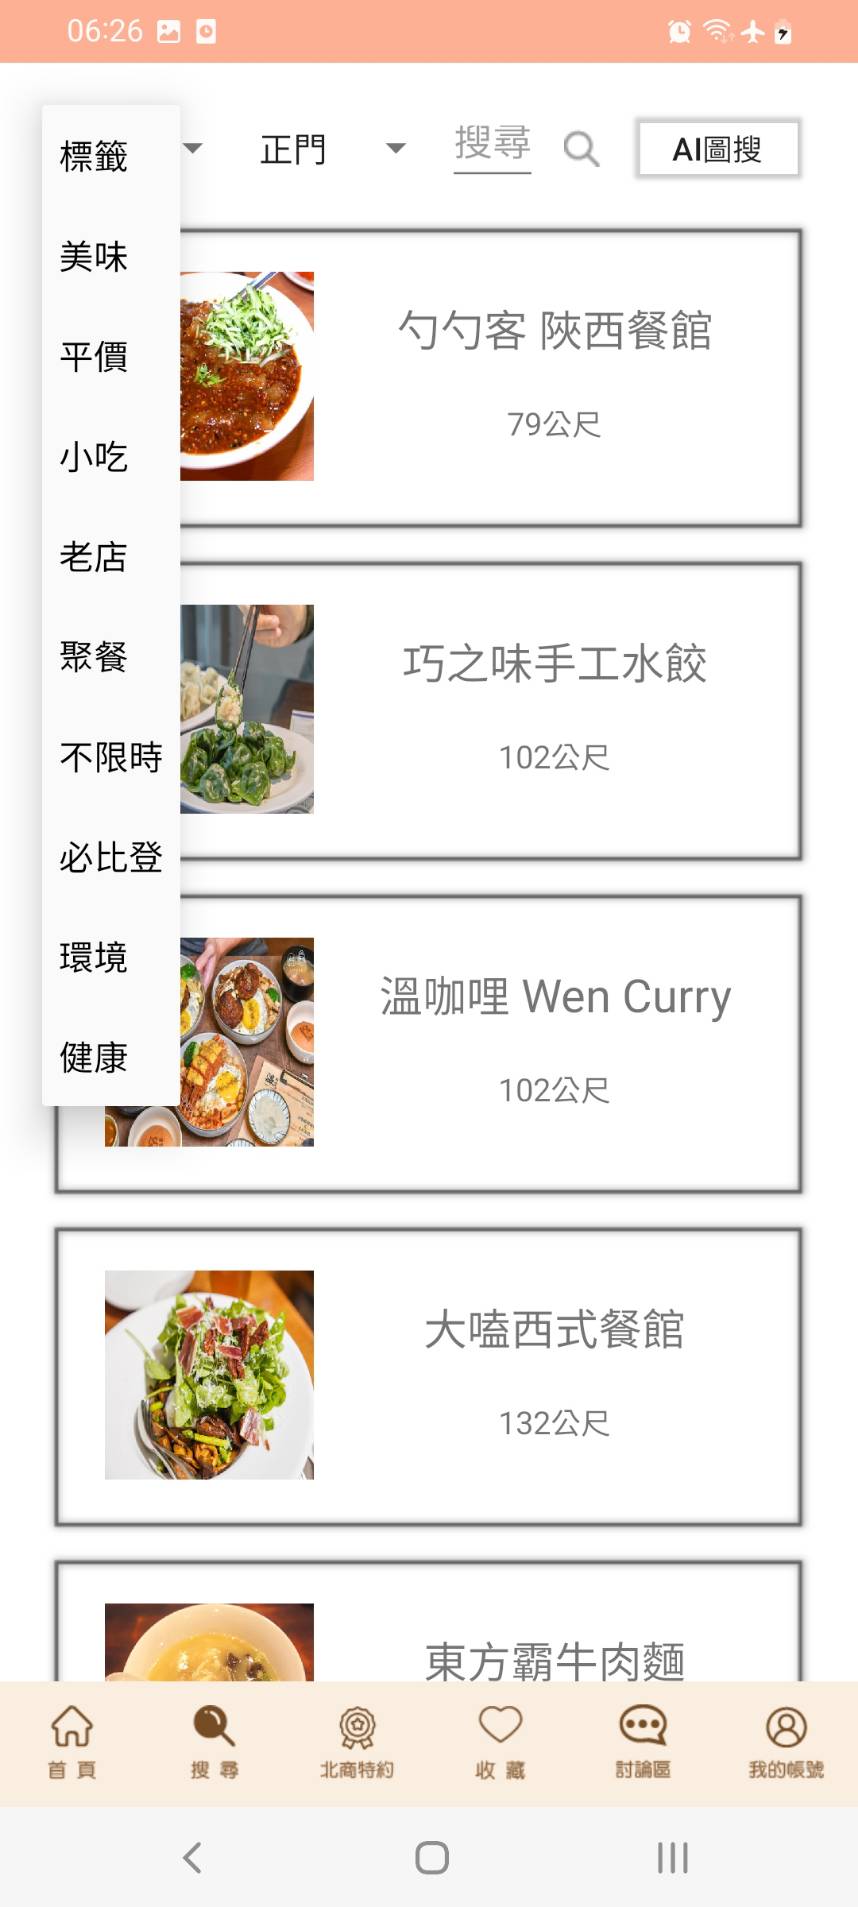 06:26
標籤
正門
搜尋
AI圖搜
美味
平價
小吃
老店
聚餐
不限時
必比登
環境
健康
勺勺客 陝西餐館
79公尺
巧之味手工水餃
102公尺
溫咖哩 Wen Curry
102公尺
大嗑西式餐館
132公尺
東方霸牛肉麵
首頁
搜尋
北商特約
收藏
討論區
我的帳號